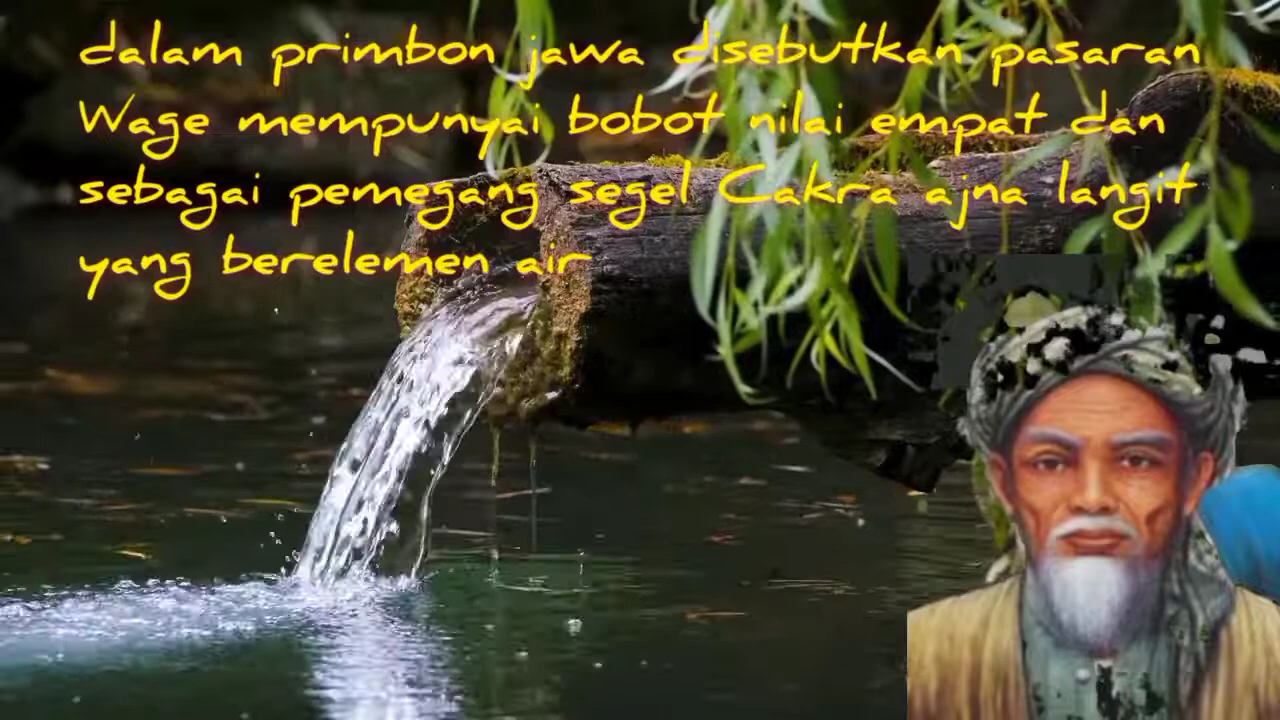 dalam primbon jawa disebutkan pasaran
Wage mempunyai bobot nilai empat dan
sebagai pemegang segel Cakra ajna langit
yang berelemen air